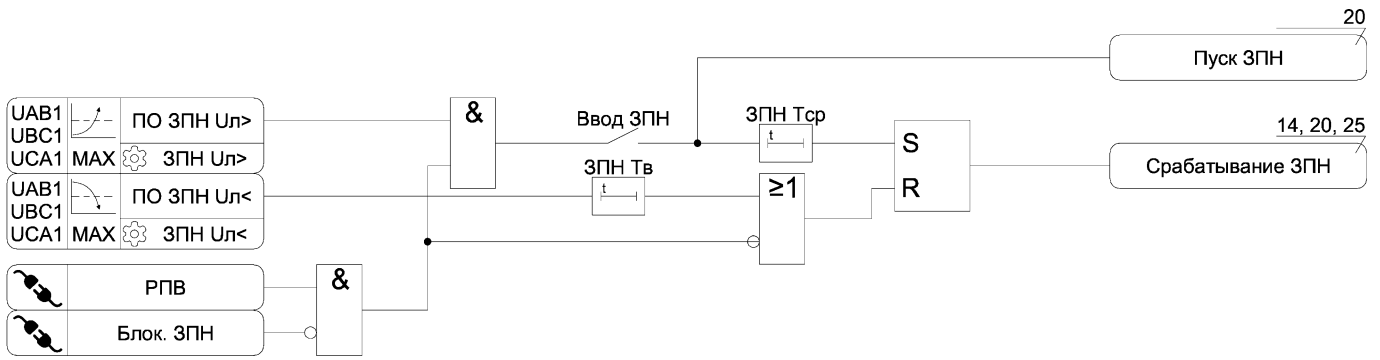 20
Пуск ЗПН
UAB1
UBC1
UCA1
MAX
ПО ЗПН Uл>
ЗПН Uл>
&
Ввод ЗПН
ЗПН Тср
t
S
R
14, 20, 25
Срабатывание ЗПН
UAB1
UBC1
UCA1
MAX
ПО ЗПН Uл<
ЗПН Uл<
ЗПН Тв
t
≥1
РПВ
Блок. ЗПН
&